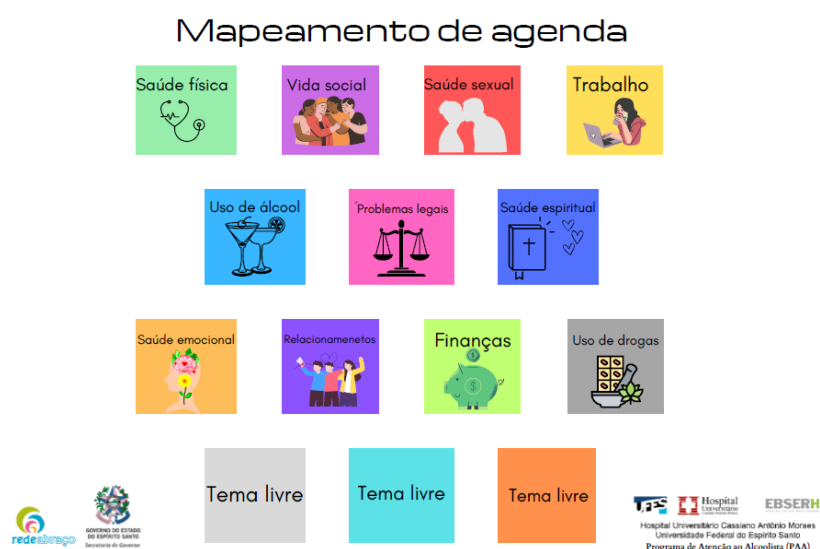 Mapeamento de agenda
Saúde física
Vida social
Saúde sexual
Trabalho
Uso de álcool
´Problemas legais
Saúde espiritual
Saúde emocional
Relacionamenetos
Finanças
Uso de drogas
Tema livre
Tema livre
Tema livre
redeabraço
GOVERNO DO ESTADO
DO ESPÍRITO SANTO
Secretaria de Governo
UFES
Hospital
Universitário
EBSERH
Hospital Universitário Cassiano Antônio Moraes
Universidade Federal do Espírito Santo
Programa de Atenção ao Alcoolista (PAA)